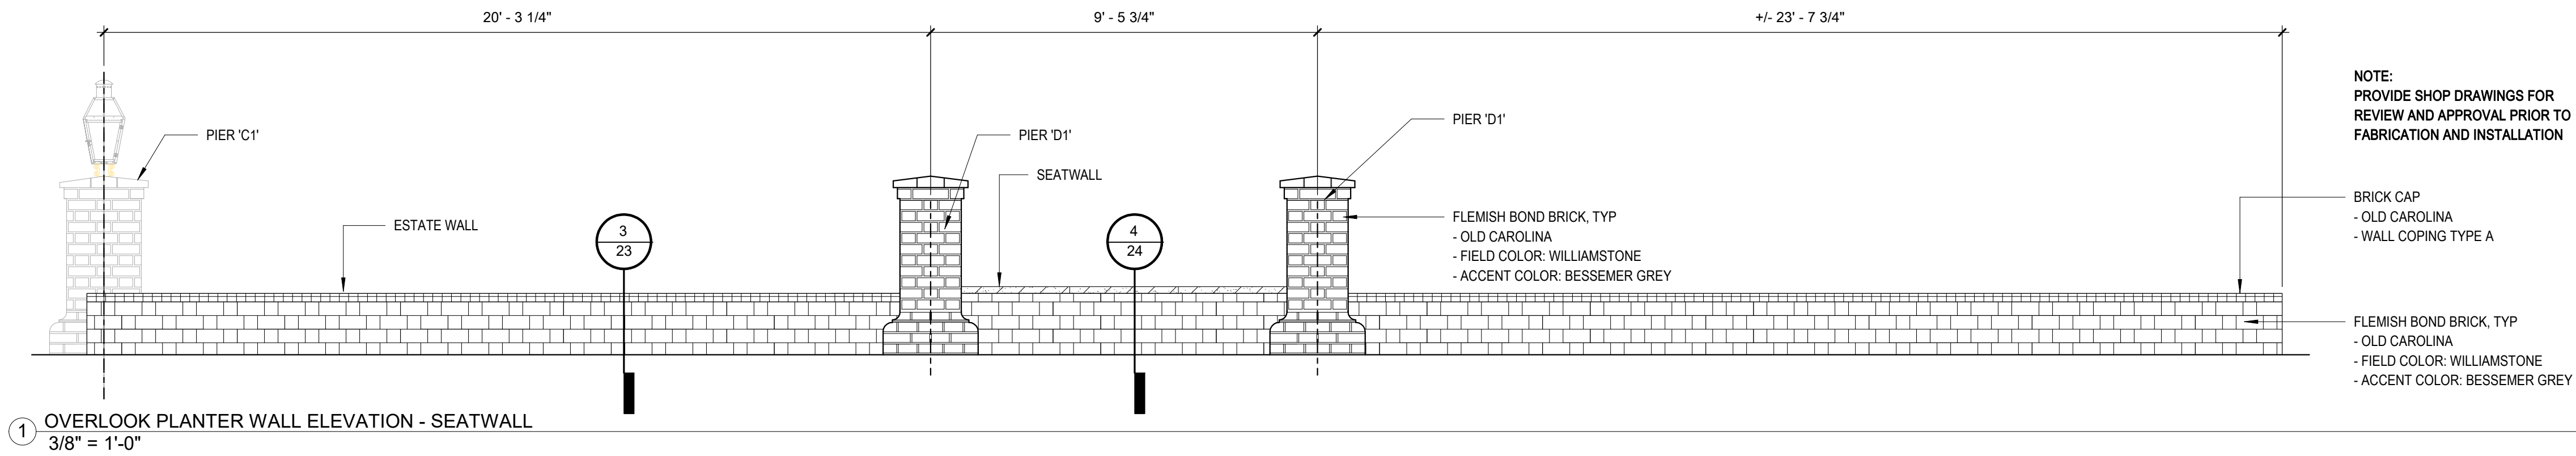 20' - 3 1/4"
9' - 5 3/4"
+/- 23' - 7 3/4"
NOTE:
PROVIDE SHOP DRAWINGS FOR
REVIEW AND APPROVAL PRIOR TO
FABRICATION AND INSTALLATION
PIER 'C1'
PIER 'D1'
PIER 'D1'
SEATWALL
ESTATE WALL
3
23
4
24
FLEMISH BOND BRICK, TYP
- OLD CAROLINA
- FIELD COLOR: WILLIAMSTONE
- ACCENT COLOR: BESSEMER GREY
BRICK CAP
- OLD CAROLINA
- WALL COPING TYPE A
FLEMISH BOND BRICK, TYP
- OLD CAROLINA
- FIELD COLOR: WILLIAMSTONE
- ACCENT COLOR: BESSEMER GREY
1
OVERLOOK PLANTER WALL ELEVATION - SEATWALL
3/8" = 1'-0"